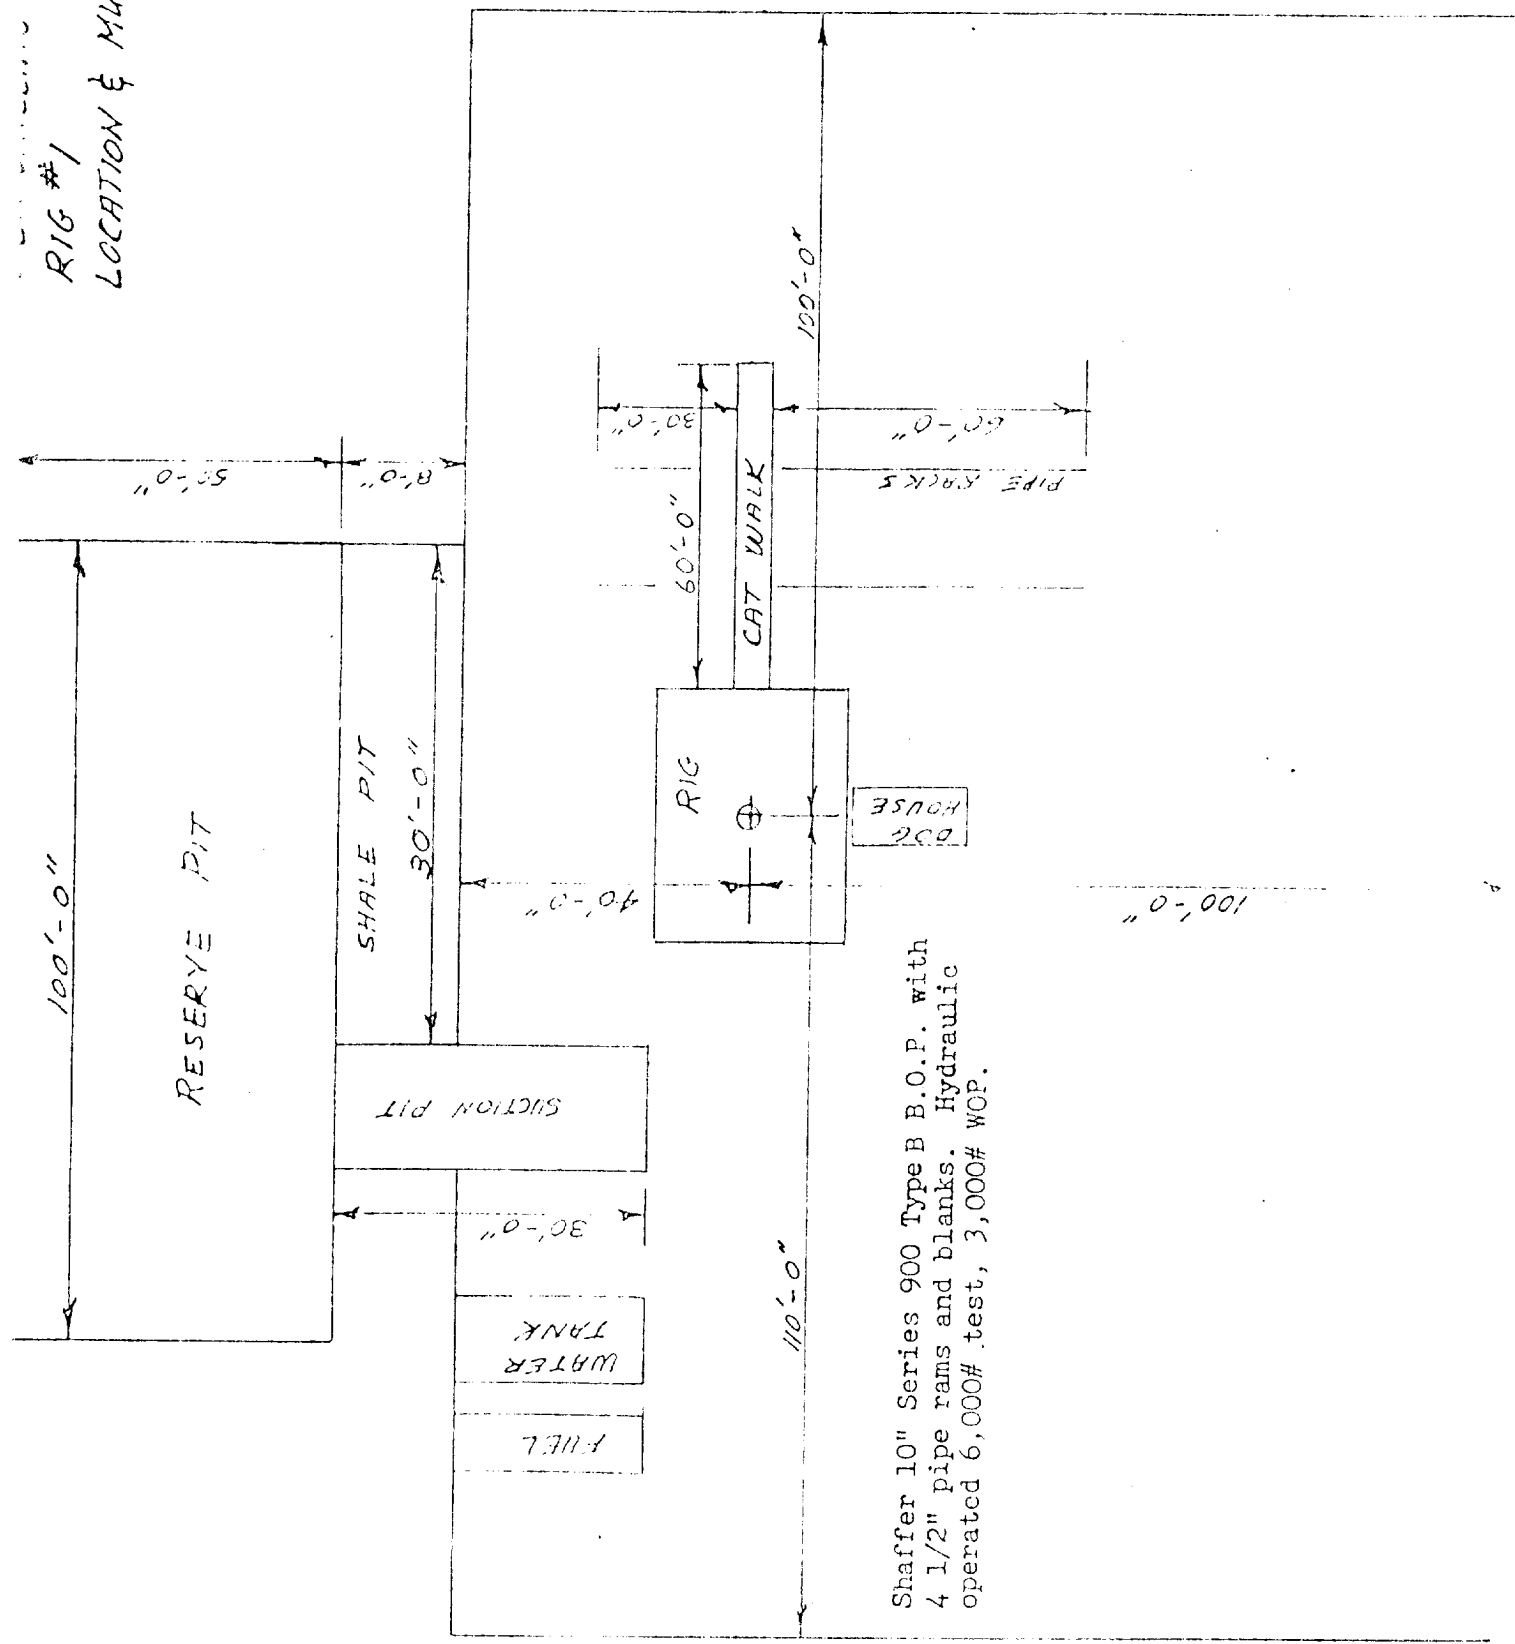 RIG #1
LOCATION & MU
100'-0"
RESERVE PIT
50'-0"
8'-0"
SHALE PIT
30'-0"
SUCTION PIT
30'-0"
WATER
TANK
FUEL
40'-0"
RIG
60'-0"
CAT WALK
30'-0"
60'-0"
PIPE RACKS
100'-0"
DOG
HOUSE
110'-0"
100'-0"
Shaffer 10" Series 900 Type B B.O.P. with
4 1/2" pipe rams and blanks. Hydraulic
operated 6,000# test, 3,000# WOP.